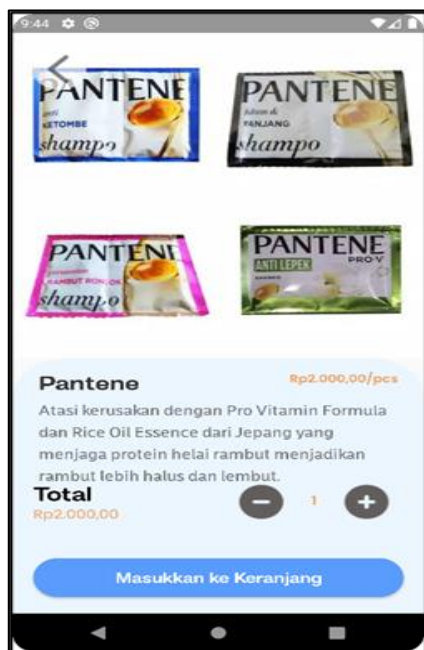 9:44
PANTENE
anti
KETOMBE
shampo
PANTENE
hitam &
PANJANG
shampo
PANTENE
perawatan
RAMBUT RONTOK
shampo
PANTENE
PRO-V
ANTI LEPEK
SHAMPOO
Pantene
Rp2.000,00/pcs
Atasi kerusakan dengan Pro Vitamin Formula
dan Rice Oil Essence dari Jepang yang
menjaga protein helai rambut menjadikan
rambut lebih halus dan lembut.
Total
Rp2.000,00
1
Masukkan ke Keranjang